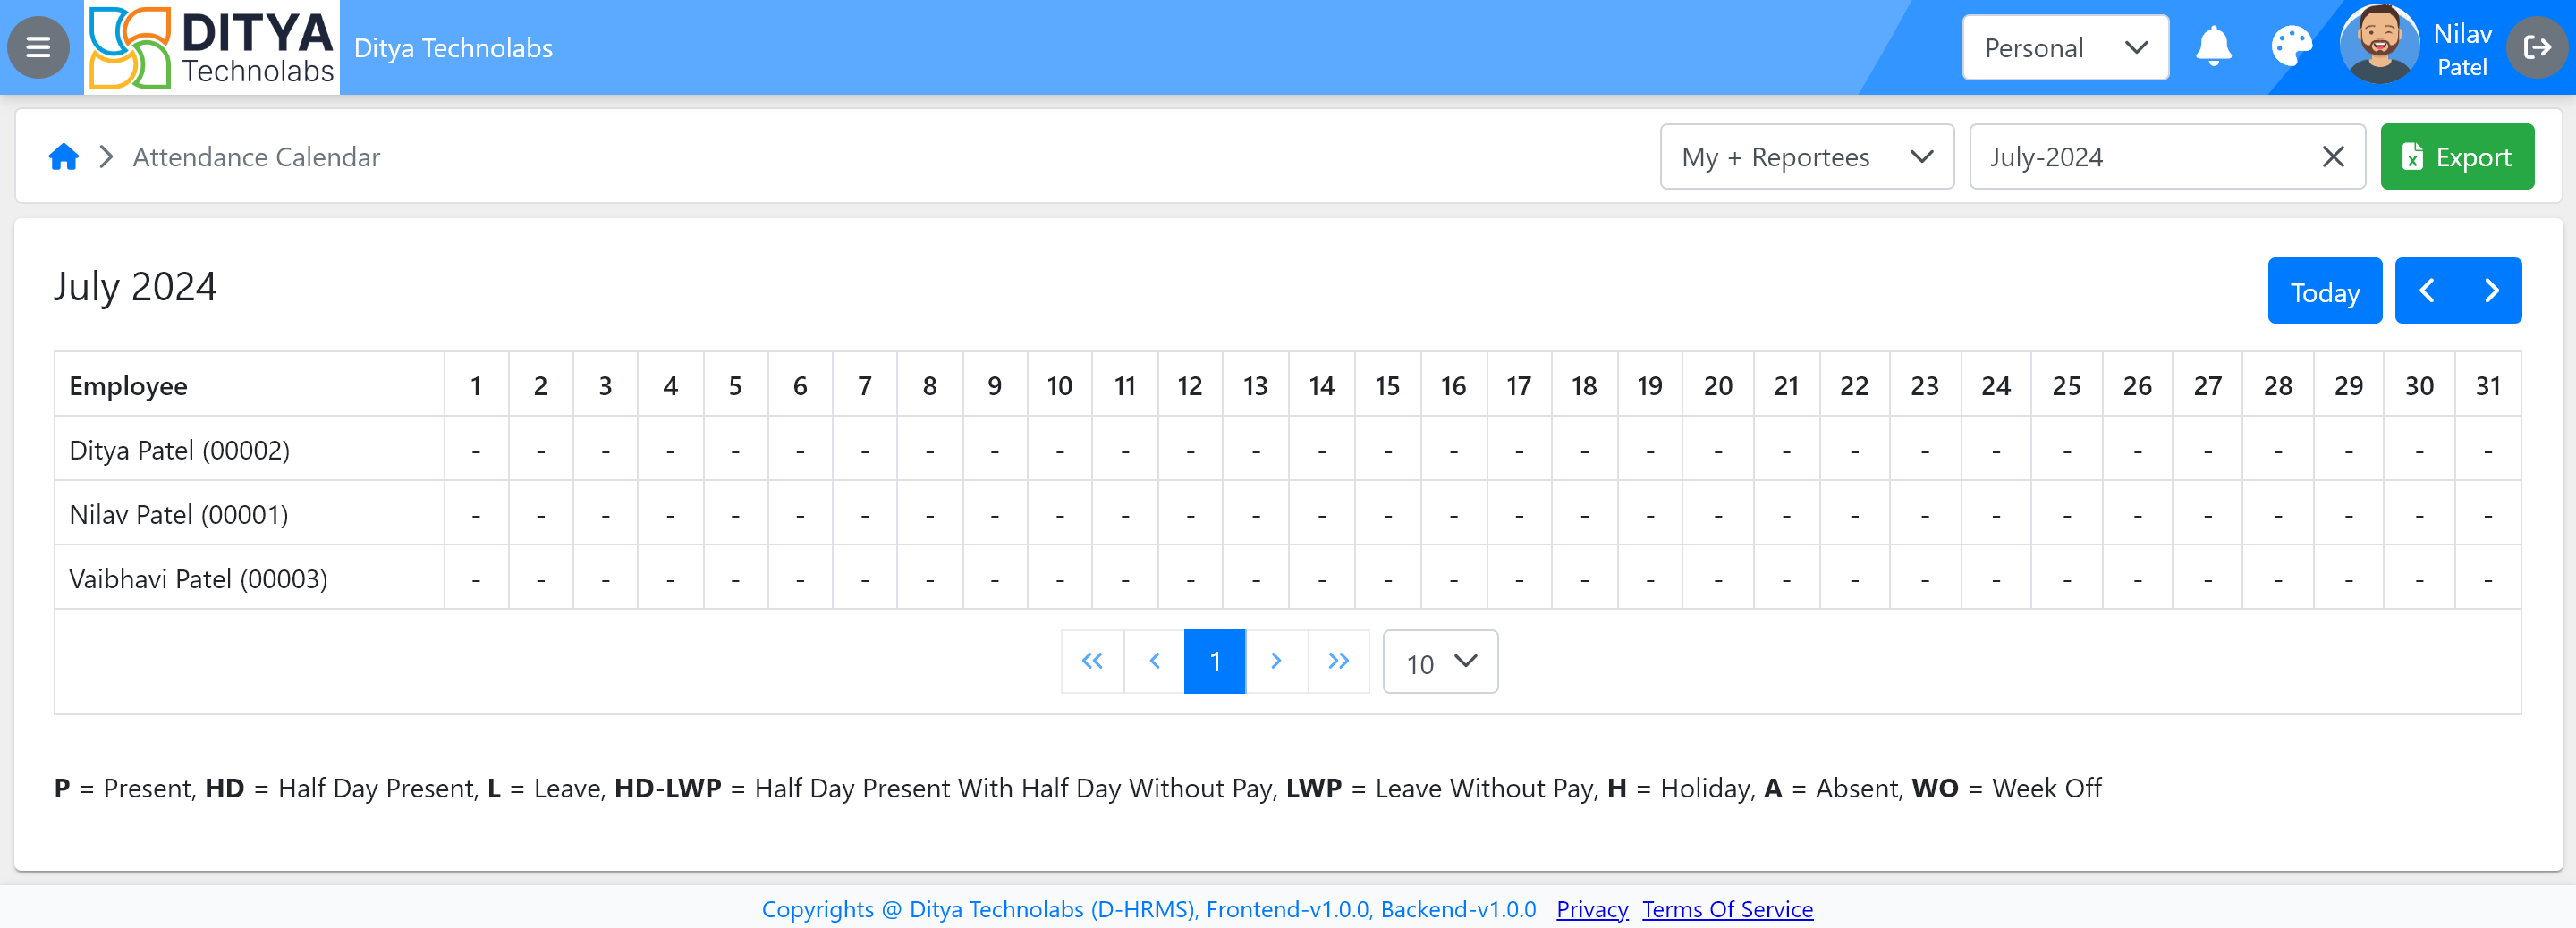 DITYA
Technolabs
Ditya Technolabs
Personal
Nilav
Patel
Attendance Calendar
My + Reportees
July-2024
Export
July 2024
Today
Employee 1 2 3 4 5 6 7 8 9 10 11 12 13 14 15 16 17 18 19 20 21 22 23 24 25 26 27 28 29 30 31
Ditya Patel (00002) - - - - - - - - - - - - - - - - - - - - - - - - - - - - - - -
Nilav Patel (00001) - - - - - - - - - - - - - - - - - - - - - - - - - - - - - - -
Vaibhavi Patel (00003) - - - - - - - - - - - - - - - - - - - - - - - - - - - - - - -
1 10
P = Present, HD = Half Day Present, L = Leave, HD-LWP = Half Day Present With Half Day Without Pay, LWP = Leave Without Pay, H = Holiday, A = Absent, WO = Week Off
Copyrights @ Ditya Technolabs (D-HRMS), Frontend-v1.0.0, Backend-v1.0.0 Privacy Terms Of Service